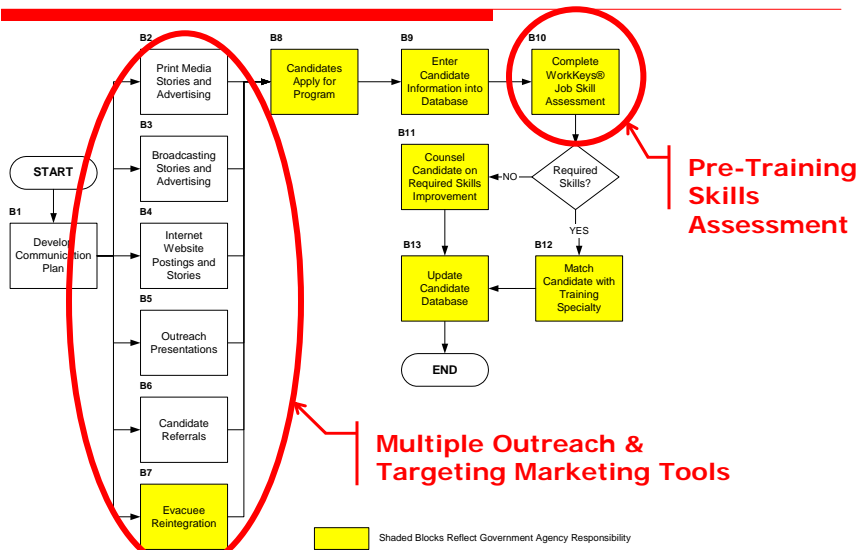 B2
Print Media
Stories and
Advertising
B8
Candidates
Apply for
Program
B9
Enter
Candidate
Information into
Database
B10
Complete
WorkKeys®
Job Skill
Assessment
B3
Broadcasting
Stories and
Advertising
B11
Counsel
Candidate on
Required Skills
Improvement
NO
Required
Skills?
YES
Pre-Training
Skills
Assessment
START
B1
Develop
Communication
Plan
B4
Internet
Website
Postings and
Stories
B13
Update
Candidate
Database
B12
Match
Candidate with
Training
Specialty
B5
Outreach
Presentations
END
B6
Candidate
Referrals
Multiple Outreach &
Targeting Marketing Tools
B7
Evacuee
Reintegration
Shaded Blocks Reflect Government Agency Responsibility